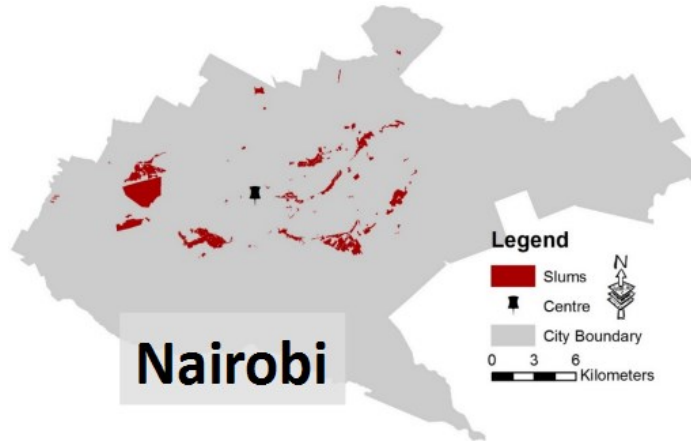 Legend
N
Slums
Centre
City Boundary
0 3 6
Kilometers
Nairobi